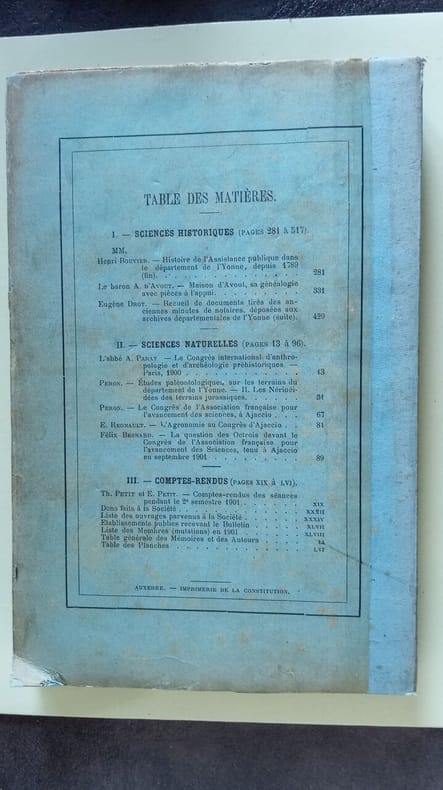 TABLE DES MATIÈRES.
I. — SCIENCES HISTORIQUES (PAGES 281 à 517).
MM.
Henri Bouvier. — Histoire de l'Assistance publique dans
le département de l'Yonne, depuis 1789
(fin). . . . . . . . . . . . . . 281
Le baron A. d'Avout. — Maison d'Avout, sa généalogie
avec pièces à l'appui. . . . . . . . . . 331
Eugène Drot. — Recueil de documents tirés des an-
ciennes minutes de notaires, déposées aux
archives départementales de l'Yonne (suite). 429
II. — SCIENCES NATURELLES (PAGES 13 à 96).
L'abbé A. Parat. — Le Congrès international d'anthro-
pologie et d'archéologie préhistoriques. —
Paris, 1900 . . . . . . . . . . . 13
Peron. — Études paléontologiques, sur les terrains du
département de l'Yonne. — II. Les Nérinéi-
dées des terrains jurassiques. . . . . . . 31
Peron. — Le Congrès de l'Association française pour
l'avancement des sciences, à Ajaccio . . . 67
E. Regnault. — L'Agronomie au Congrès d'Ajaccio . . 81
Félix Besnard. — La question des Octrois devant le
Congrès de l'Association française pour
l'avancement des Sciences, tenu à Ajaccio
en septembre 1901 . . . . . . . . . 89
III. — COMPTES-RENDUS (PAGES XIX à LVI).
Th. Petit et E. Petit. — Comptes-rendus des séances
pendant le 2e semestre 1901. . . . . . . XIX
Dons faits à la Société . . . . . . . . . . XXXII
Liste des ouvrages parvenus à la Société . . . . . XXXIV
Etablissements publics recevant le Bulletin . . . . XLVII
Liste des Membres (mutations) en 1901 . . . . . XLVIII
Table générale des Mémoires et des Auteurs . . . .
Table des Planches . . . . . . . . . . . LVI
AUXERRE. — IMPRIMERIE DE LA CONSTITUTION.